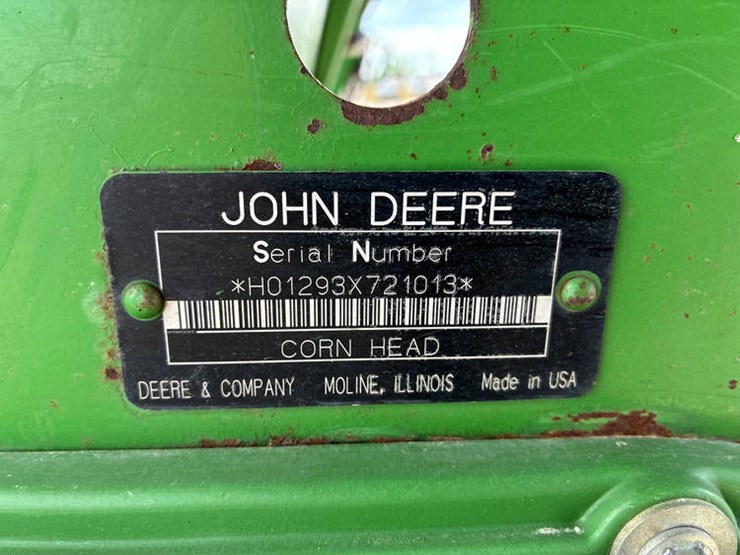 JOHN DEERE
Serial Number
*H01293X721013*
CORN HEAD
DEERE & COMPANY MOLINE, ILLINOIS Made in USA